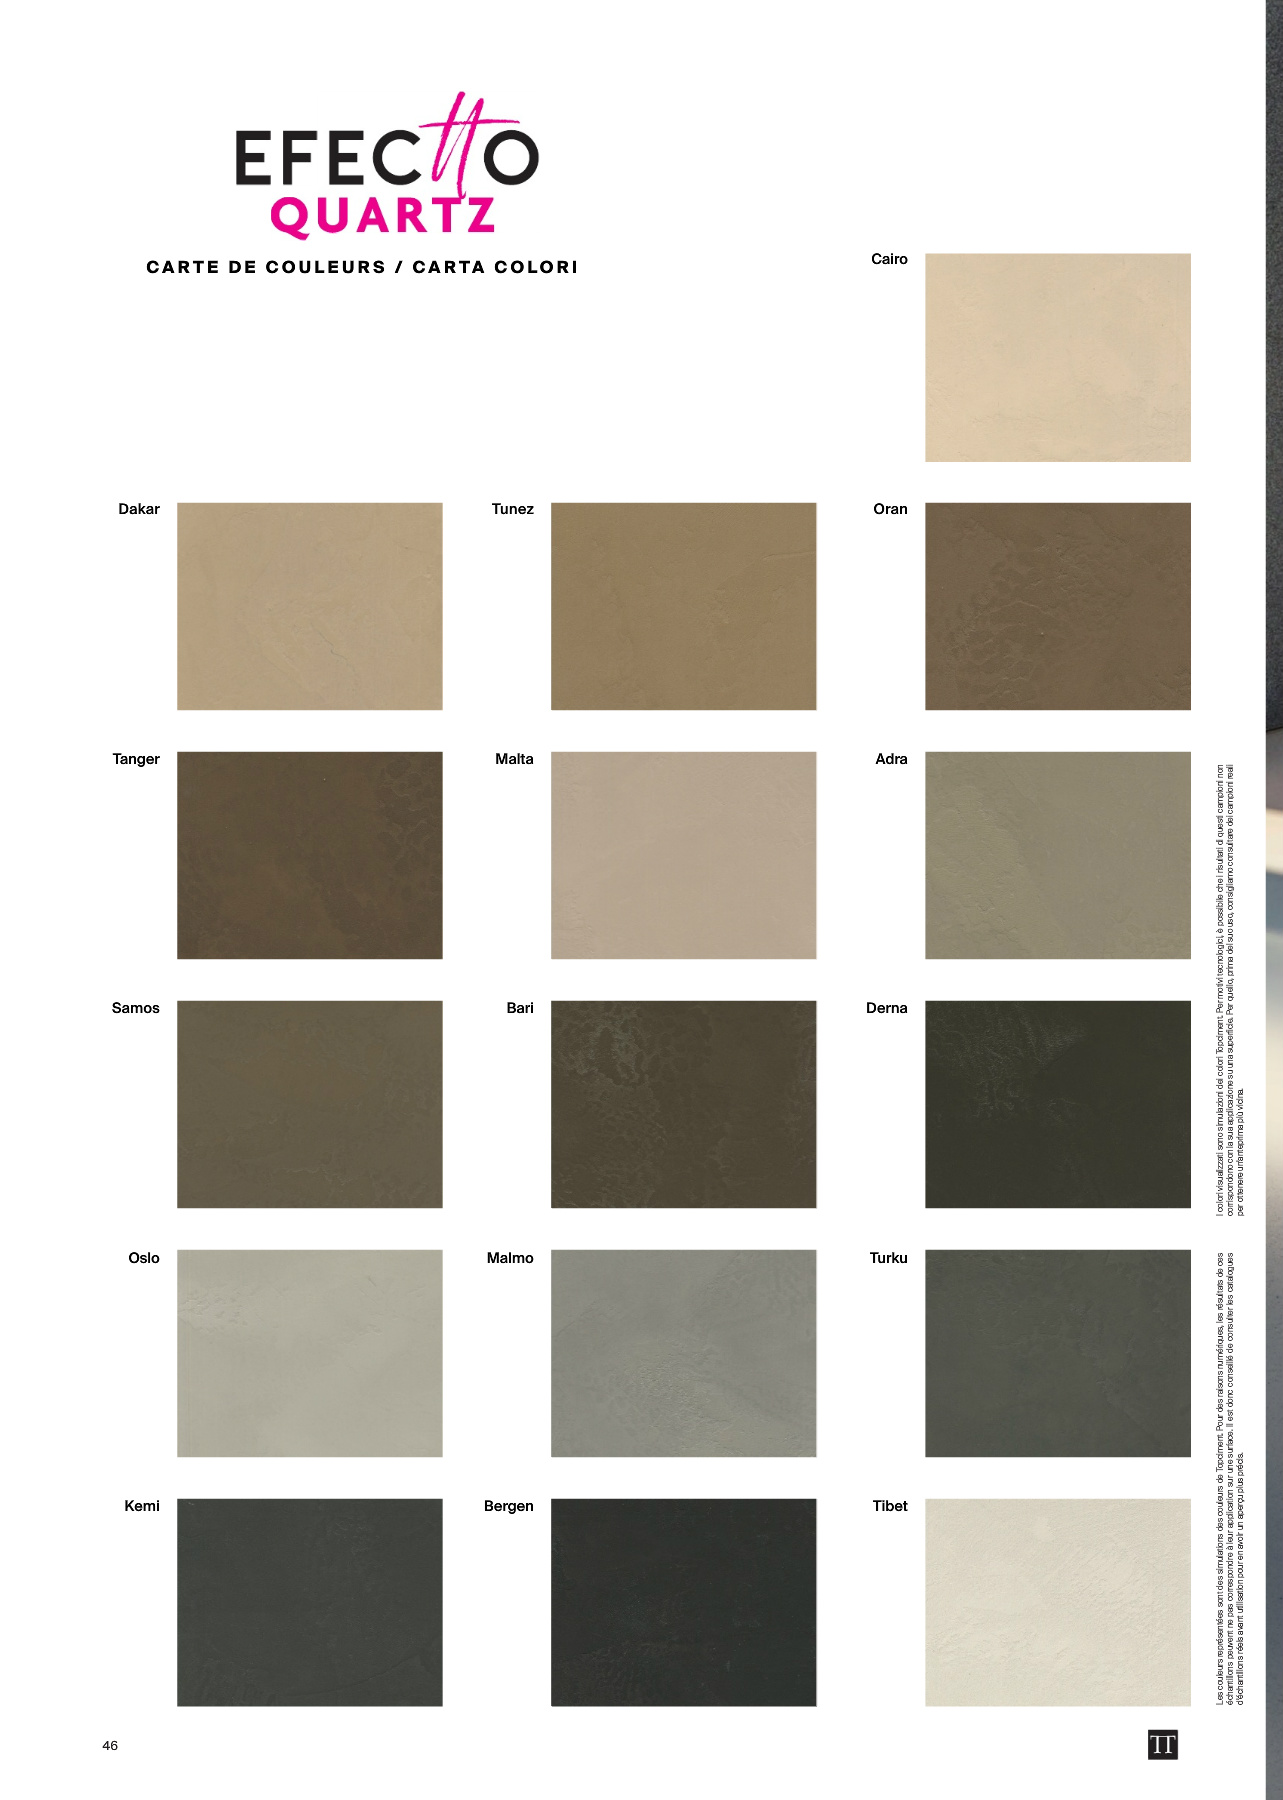 EFECTTO
QUARTZ
CARTE DE COULEURS / CARTA COLORI
Cairo
Dakar
Tunez
Oran
Tanger
Malta
Adra
Samos
Bari
Derna
Oslo
Malmo
Turku
Kemi
Bergen
Tibet
I colori visualizzati sono simulazioni dei colori Topciment. Per motivi tecnologici, è possibile che i risultati di questi campioni non
corrispondono con la sua applicazione su una superficie. Per quello, prima del suo uso, consigliamo consultare dei campioni reali
per ottenere un'anteprima più vicina.
Les couleurs représentées sont des simulations des couleurs de Topciment. Pour des raisons numériques, les résultats de ces
échantillons peuvent ne pas correspondre à leur application sur une surface. Il est donc conseillé de consulter les catalogues
d'échantillons réels avant utilisation pour en avoir un aperçu plus précis.
46
TT